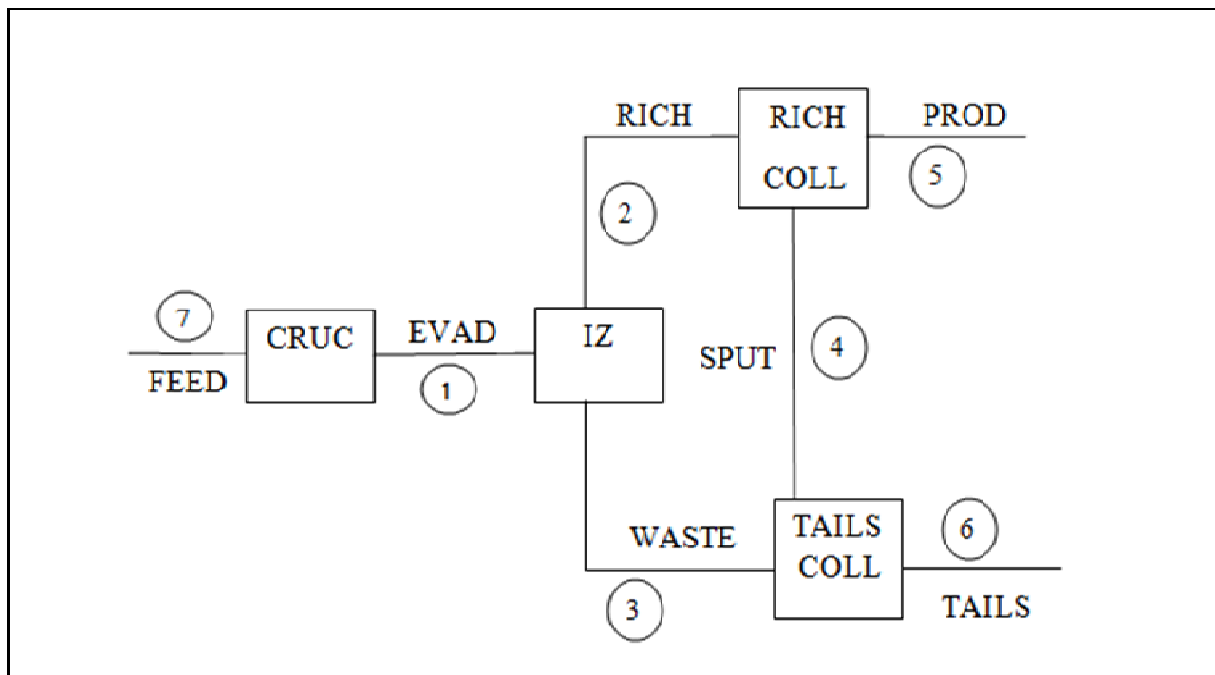 RICH
RICH
COLL
PROD
5
2
7
FEED
CRUC
EVAD
1
IZ
SPUT
4
WASTE
3
TAILS
COLL
6
TAILS